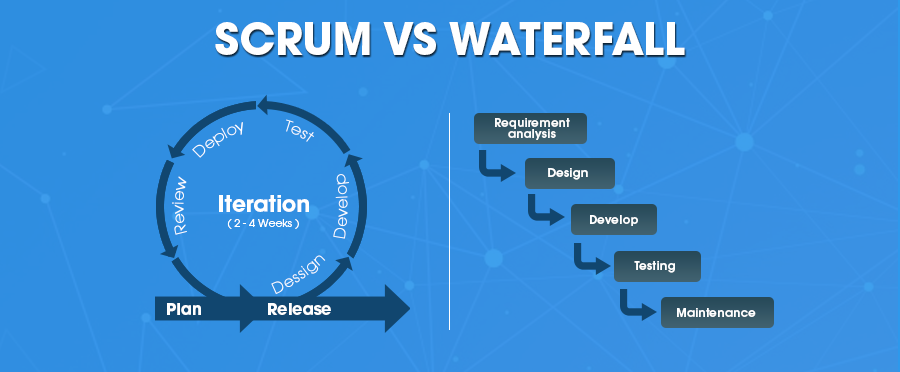 SCRUM VS WATERFALL
Deploy
Test
Review
Develop
Dessign
Iteration
( 2 - 4 Weeks )
Plan
Release
Requirement
analysis
Design
Develop
Testing
Maintenance